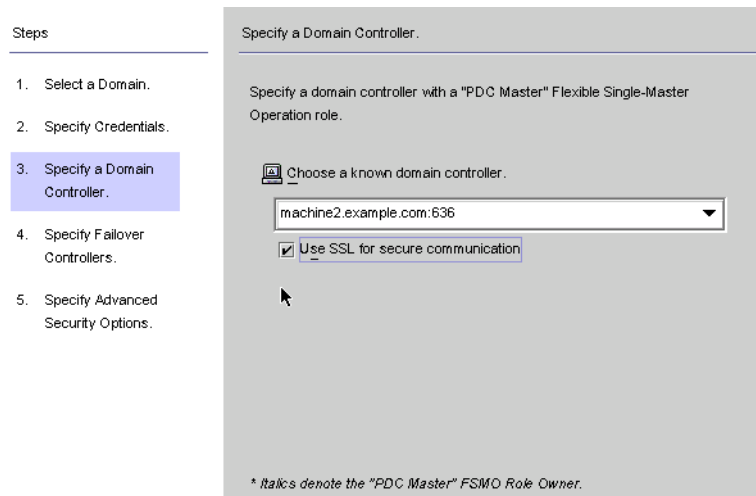 Steps
1. Select a Domain.
2. Specify Credentials.
3. Specify a Domain
Controller.
4. Specify Failover
Controllers.
5. Specify Advanced
Security Options.
Specify a Domain Controller.
Specify a domain controller with a "PDC Master" Flexible Single-Master
Operation role.
Choose a known domain controller.
machine2.example.com:636
Use SSL for secure communication
* Italics denote the "PDC Master" FSMO Role Owner.